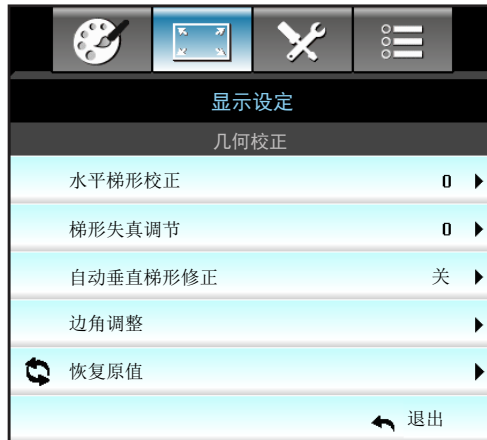 显示设定
几何校正
水平梯形校正 0
梯形失真调节 0
自动垂直梯形修正 关
边角调整
恢复原值
退出